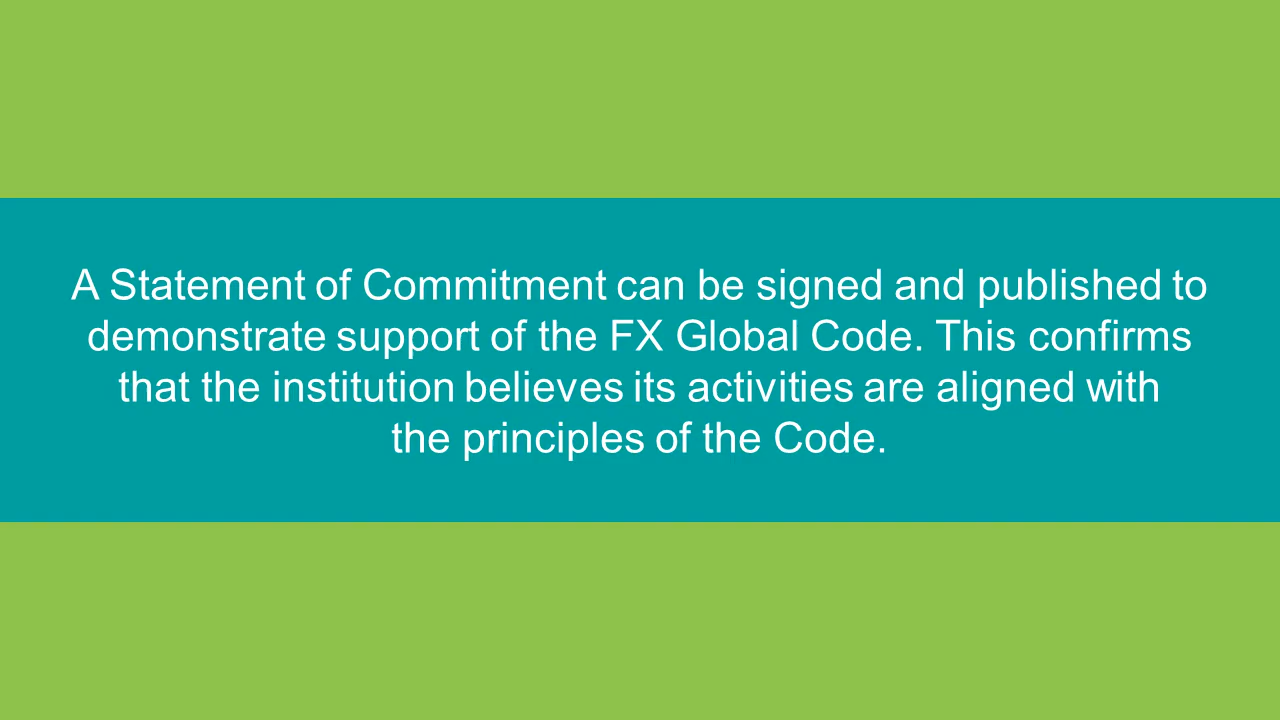 A Statement of Commitment can be signed and published to
demonstrate support of the FX Global Code. This confirms
that the institution believes its activities are aligned with
the principles of the Code.